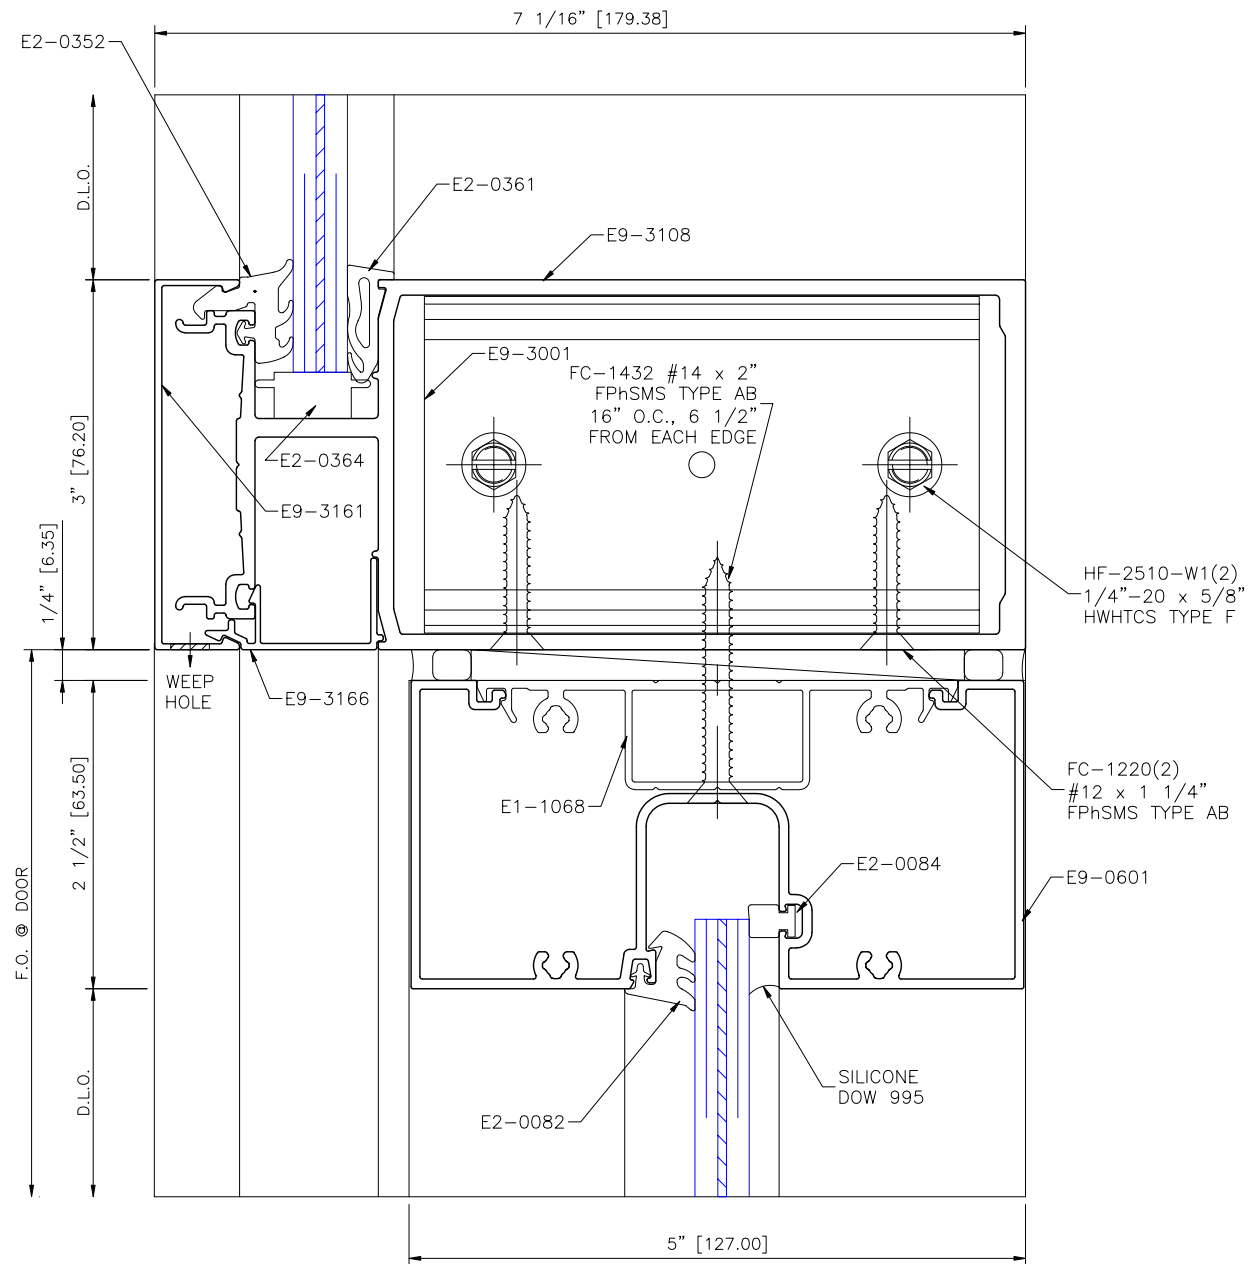 7 1/16" [179.38]
E2-0352
D.L.O.
E2-0361
E9-3108
E9-3001
FC-1432 #14 x 2"
FPhSMS TYPE AB
16" O.C., 6 1/2"
FROM EACH EDGE
3" [76.20]
E2-0364
E9-3161
1/4" [6.35]
HF-2510-W1(2)
1/4"-20 x 5/8"
HWHTCS TYPE F
WEEP
HOLE
E9-3166
FC-1220(2)
#12 x 1 1/4"
FPhSMS TYPE AB
E1-1068
2 1/2" [63.50]
E2-0084
E9-0601
F.O. @ DOOR
D.L.O.
SILICONE
DOW 995
E2-0082
5" [127.00]